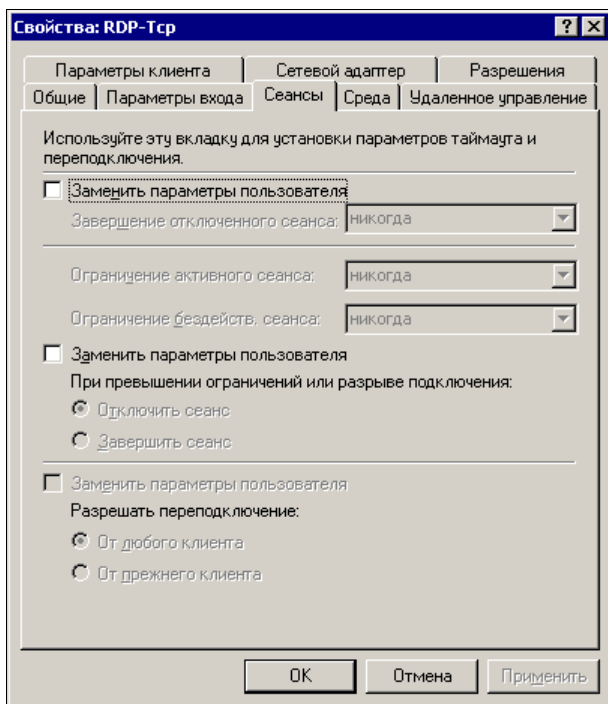 Свойства: RDP-Tcp
Параметры клиента Сетевой адаптер Разрешения
Общие Параметры входа Сеансы Среда Удаленное управление
Используйте эту вкладку для установки параметров таймаута и
переподключения.
Заменить параметры пользователя
Завершение отключенного сеанса: никогда
Ограничение активного сеанса: никогда
Ограничение бездейств. сеанса: никогда
Заменить параметры пользователя
При превышении ограничений или разрыве подключения:
Отключить сеанс
Завершить сеанс
Заменить параметры пользователя
Разрешать переподключение:
От любого клиента
От прежнего клиента
OK Отмена Применить